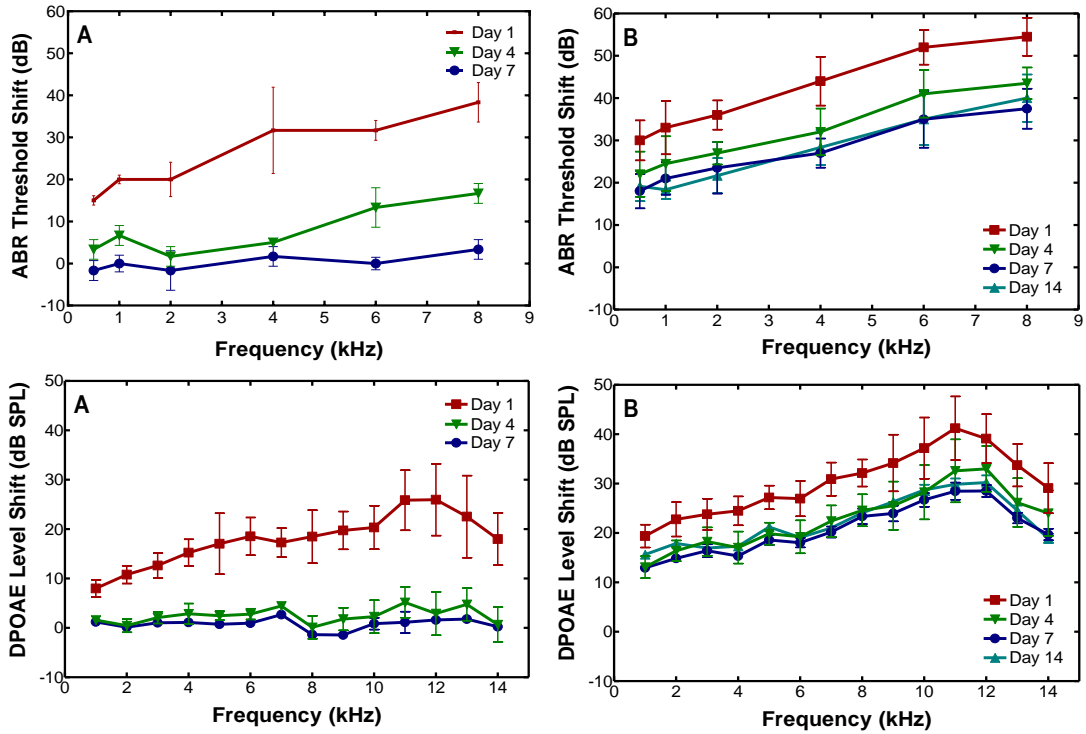 A
60
50
40
30
20
10
0
-10
ABR Threshold Shift (dB)
Day 1
Day 4
Day 7
0 1 2 3 4 5 6 7 8 9
Frequency (kHz)
B
60
50
40
30
20
10
0
-10
ABR Threshold Shift (dB)
Day 1
Day 4
Day 7
Day 14
0 1 2 3 4 5 6 7 8 9
Frequency (kHz)
A
50
40
30
20
10
0
-10
DPOAE Level Shift (dB SPL)
Day 1
Day 4
Day 7
0 2 4 6 8 10 12 14
Frequency (kHz)
B
50
40
30
20
10
0
-10
DPOAE Level Shift (dB SPL)
Day 1
Day 4
Day 7
Day 14
0 2 4 6 8 10 12 14
Frequency (kHz)